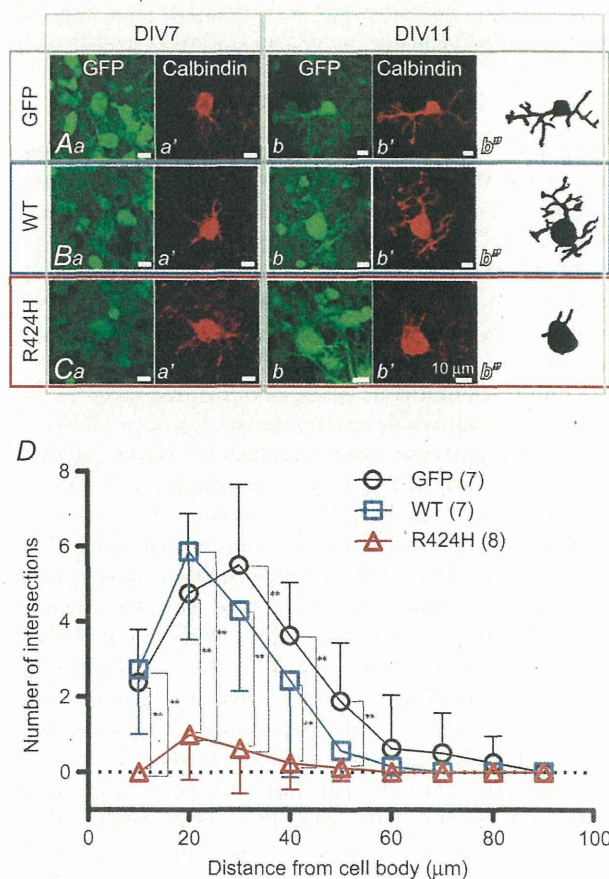 DIV7 DIV11
GFP Calbindin GFP Calbindin
GFP
Aa a' b b' b'''
WT
Ba a' b b' b'''
R424H
Ca a' b b' 10 µm b'''
D
GFP (7)
WT (7)
R424H (8)
Number of intersections
8
6
4
2
0
** ** ** ** ** ** ** ** ** **
0 20 40 60 80 100
Distance from cell body (µm)